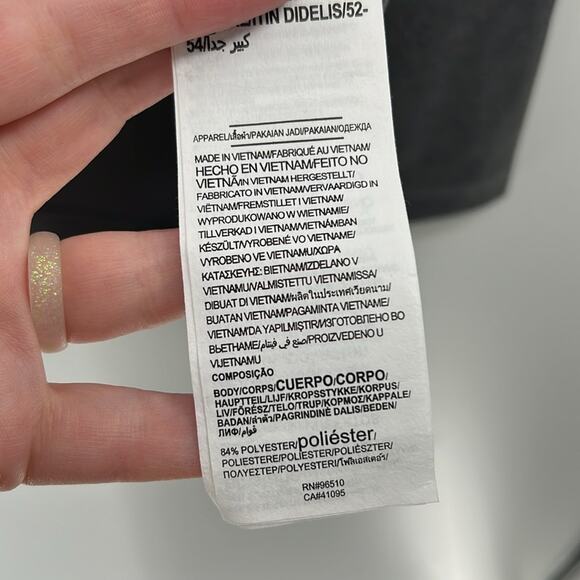 DIDELIS/52-
54/كبير جدا
APPAREL/เสื้อผ้า/PAKAIAN JADI/PAKAIAN/ОДЕЖДА
MADE IN VIETNAM/FABRIQUÉ AU VIETNAM/
HECHO EN VIETNAM/FEITO NO
VIETNÃ/IN VIETNAM HERGESTELLT/
FABBRICATO IN VIETNAM/VERVAARDIGD IN
VIËTNAM/FREMSTILLET I VIETNAM/
WYPRODUKOWANO W WIETNAMIE/
TILLVERKAD I VIETNAM/VIETNÁMBAN
KÉSZÜLT/VYROBENÉ VO VIETNAME/
VYROBENO VE VIETNAMU/ΧΩΡΑ
ΚΑΤΑΣΚΕΥΗΣ: ΒΙΕΤΝΑΜ/IZDELANO V
VIETNAMU/VALMISTETTU VIETNAMISSA/
DIBUAT DI VIETNAM/ผลิตในประเทศเวียดนาม/
BUATAN VIETNAM/PAGAMINTA VIETNAME/
VIETNAM'DA YAPILMIŞTIR/ИЗГОТОВЛЕНО ВО
ВЬЕТНАМЕ/صنع في فيتنام/PROIZVEDENO U
VIJETNAMU
COMPOSIÇÃO
BODY/CORPS/CUERPO/CORPO/
HAUPTTEIL/LIJF/KROPSSTYKKE/KORPUS/
LIV/FŐRÉSZ/TELO/TRUP/ΚΟΡΜΟΣ/KAPPALE/
BADAN/ลำตัว/PAGRINDINĖ DALIS/BEDEN/
ЛИФ/قوام/
84% POLYESTER/poliéster/
POLIESTERE/POLIESTER/POLIÉSZTER/
ΠΟΛΥΕΣΤΕΡ/POLYESTERI/โพลีเอสเตอร์/
RN#96510
CA#41095